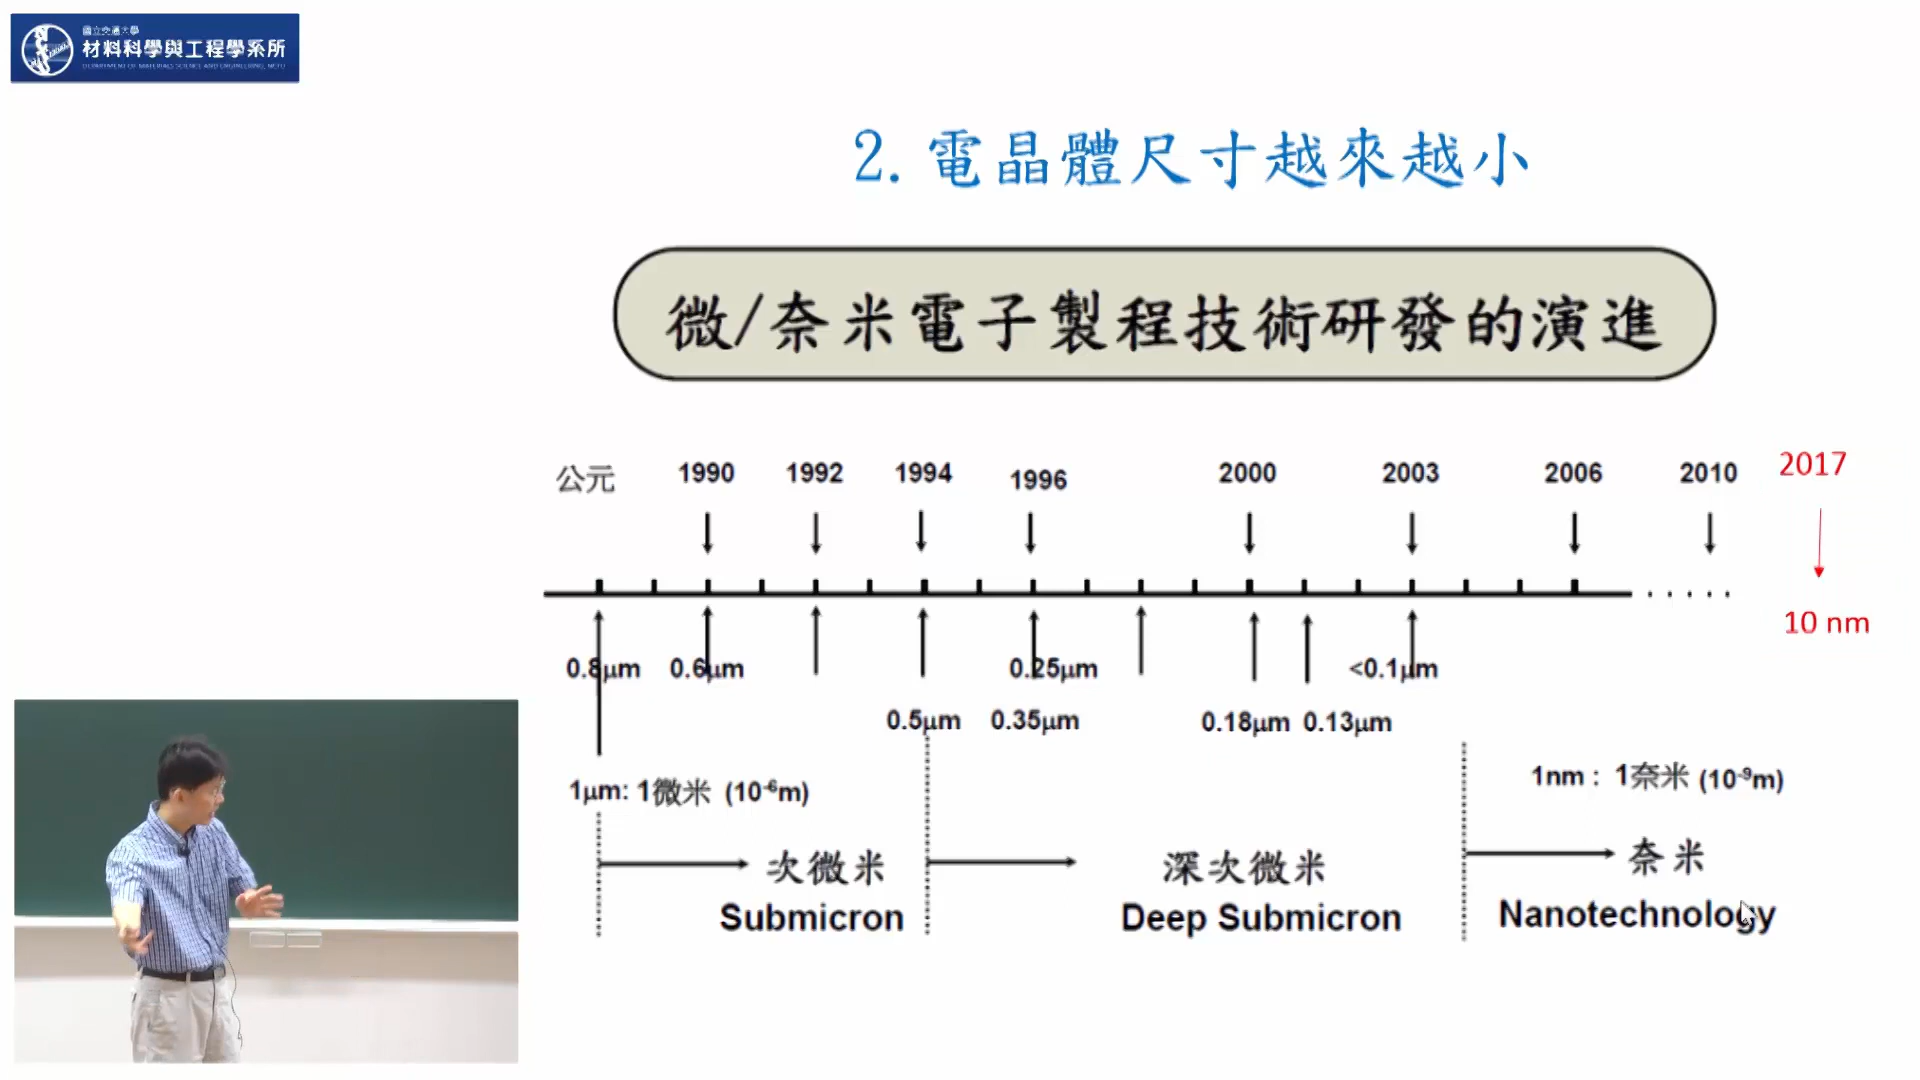 國立交通大學
材料科學與工程學系所
DEPARTMENT OF MATERIALS SCIENCE AND ENGINEERING, NCTU
2. 電晶體尺寸越來越小
微/奈米電子製程技術研發的演進
公元 1990 1992 1994 1996 2000 2003 2006 2010 2017
10 nm
0.8μm 0.6μm 0.25μm <0.1μm
0.5μm 0.35μm 0.18μm 0.13μm
1μm: 1微米 (10⁻⁶m) 1nm : 1奈米 (10⁻⁹m)
次微米 深次微米 奈米
Submicron Deep Submicron Nanotechnology